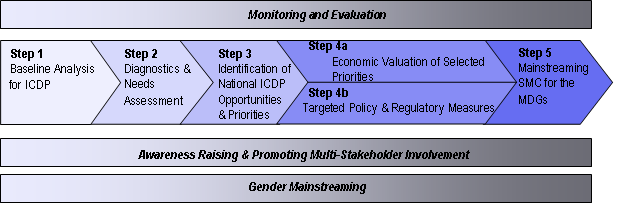 Monitoring and Evaluation
Step 1
Baseline Analysis
for ICDP
Step 2
Diagnostics &
Needs
Assessment
Step 3
Identification of
National ICDP
Opportunities
& Priorities
Step 4a
Economic Valuation of Selected
Priorities
Step 4b
Targeted Policy & Regulatory Measures
Step 5
Mainstreaming
SMC for the
MDGs
Awareness Raising & Promoting Multi-Stakeholder Involvement
Gender Mainstreaming